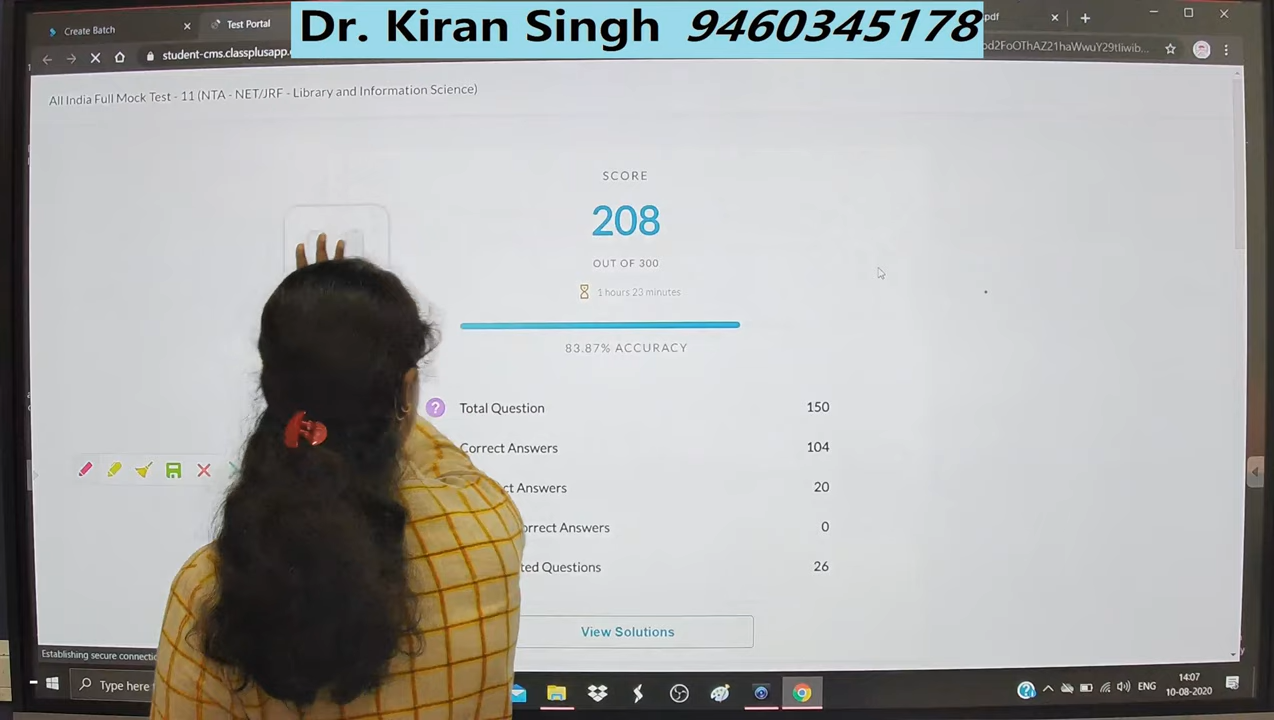 Dr. Kiran Singh 9460345178
Create Batch
Test Portal
pdf
student-cms.classplusapp.
All India Full Mock Test - 11 (NTA - NET/JRF - Library and Information Science)
SCORE
208
OUT OF 300
1 hours 23 minutes
83.87% ACCURACY
? Total Question 150
Correct Answers 104
ct Answers 20
orrect Answers 0
ted Questions 26
View Solutions
Establishing secure connectio
Type here
ENG
14:07
10-08-2020